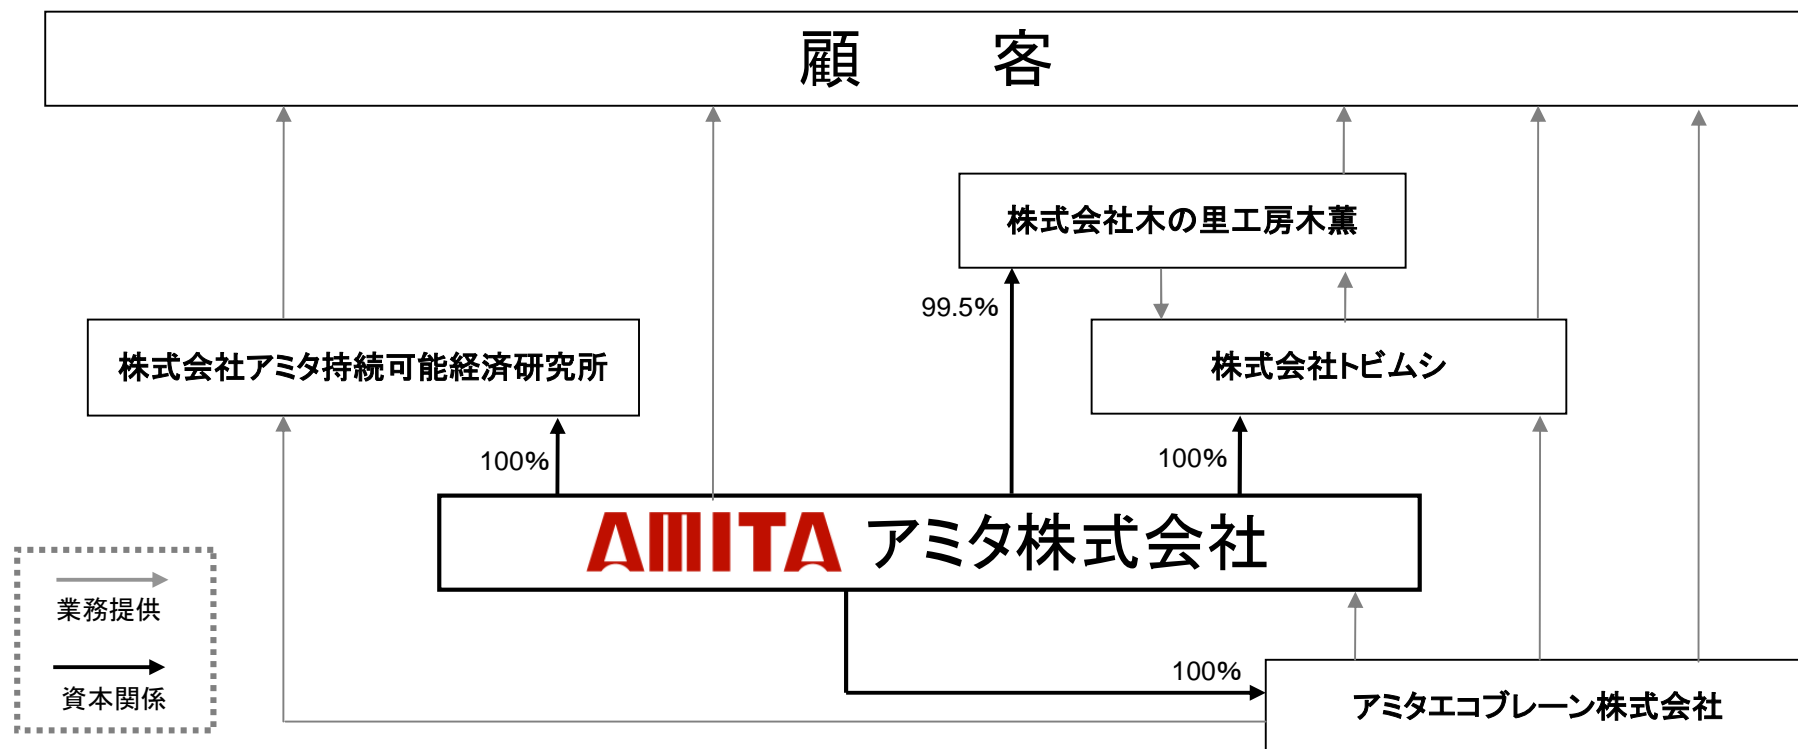 顧 客
株式会社木の里工房木薫
99.5%
株式会社アミタ持続可能経済研究所
株式会社トビムシ
100%
100%
AMITA アミタ株式会社
業務提供
資本関係
100%
アミタエコブレーン株式会社